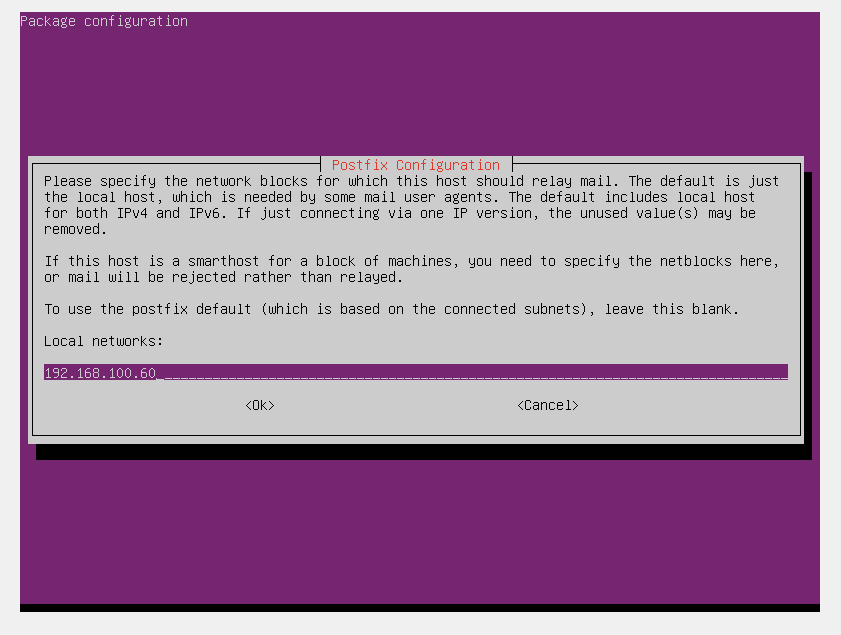 Package configuration
Postfix Configuration
Please specify the network blocks for which this host should relay mail. The default is just
the local host, which is needed by some mail user agents. The default includes local host
for both IPv4 and IPv6. If just connecting via one IP version, the unused value(s) may be
removed.
If this host is a smarthost for a block of machines, you need to specify the netblocks here,
or mail will be rejected rather than relayed.
To use the postfix default (which is based on the connected subnets), leave this blank.
Local networks:
192.168.100.60
<Ok> <Cancel>